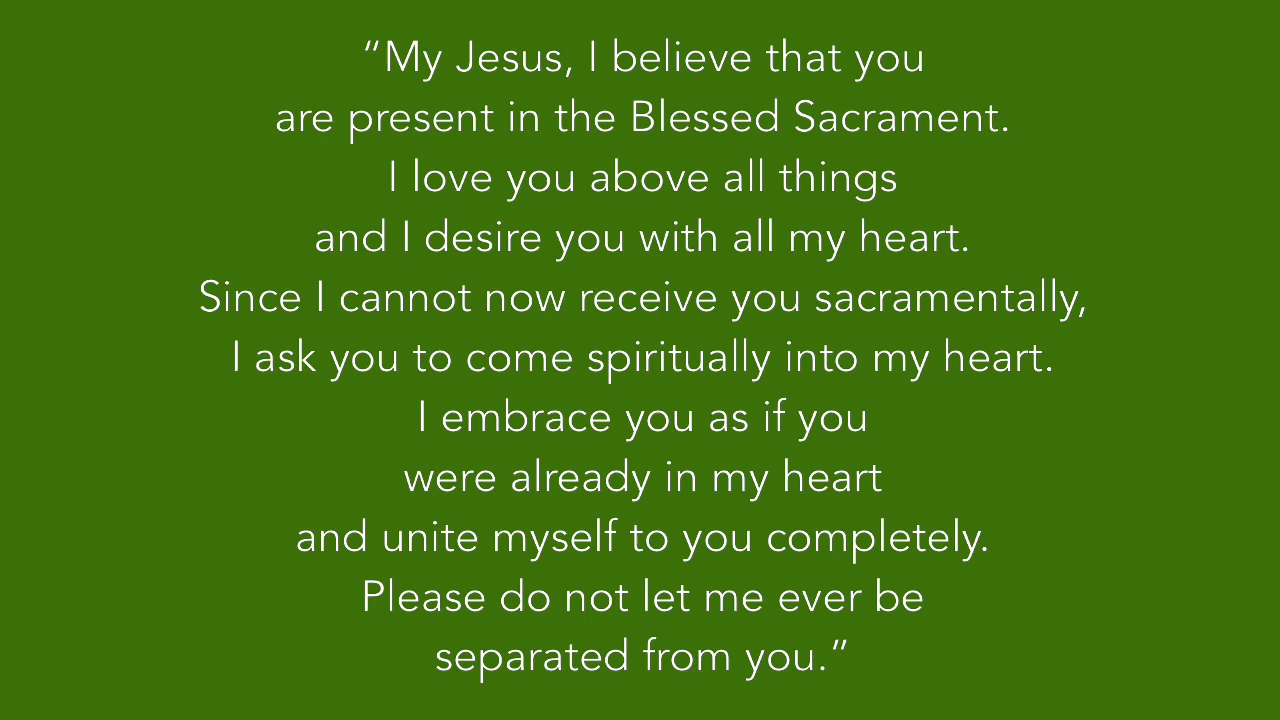 “My Jesus, I believe that you
are present in the Blessed Sacrament.
I love you above all things
and I desire you with all my heart.
Since I cannot now receive you sacramentally,
I ask you to come spiritually into my heart.
I embrace you as if you
were already in my heart
and unite myself to you completely.
Please do not let me ever be
separated from you.”